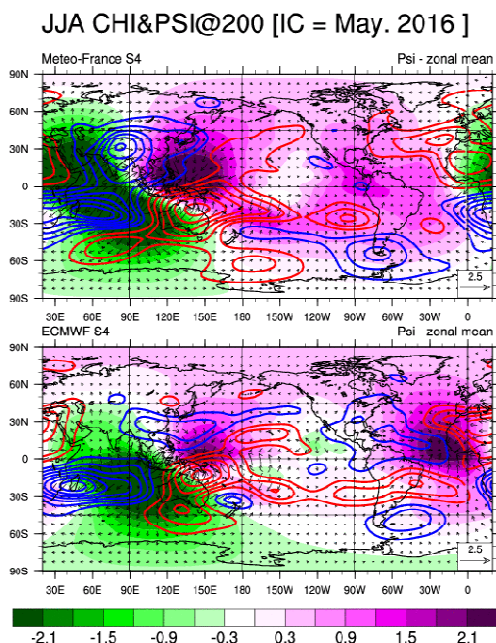 JJA CHI&PSI@200 [IC = May. 2016 ]
Meteo-France S4 Psi - zonal mean
90N
60N
30N
0
30S
60S
90S
2.5
30E 60E 90E 120E 150E 180 150W 120W 90W 60W 30W 0
ECMWF S4 Psi - zonal mean
90N
60N
30N
0
30S
60S
90S
2.5
30E 60E 90E 120E 150E 180 150W 120W 90W 60W 30W 0
-2.1 -1.5 -0.9 -0.3 0.3 0.9 1.5 2.1